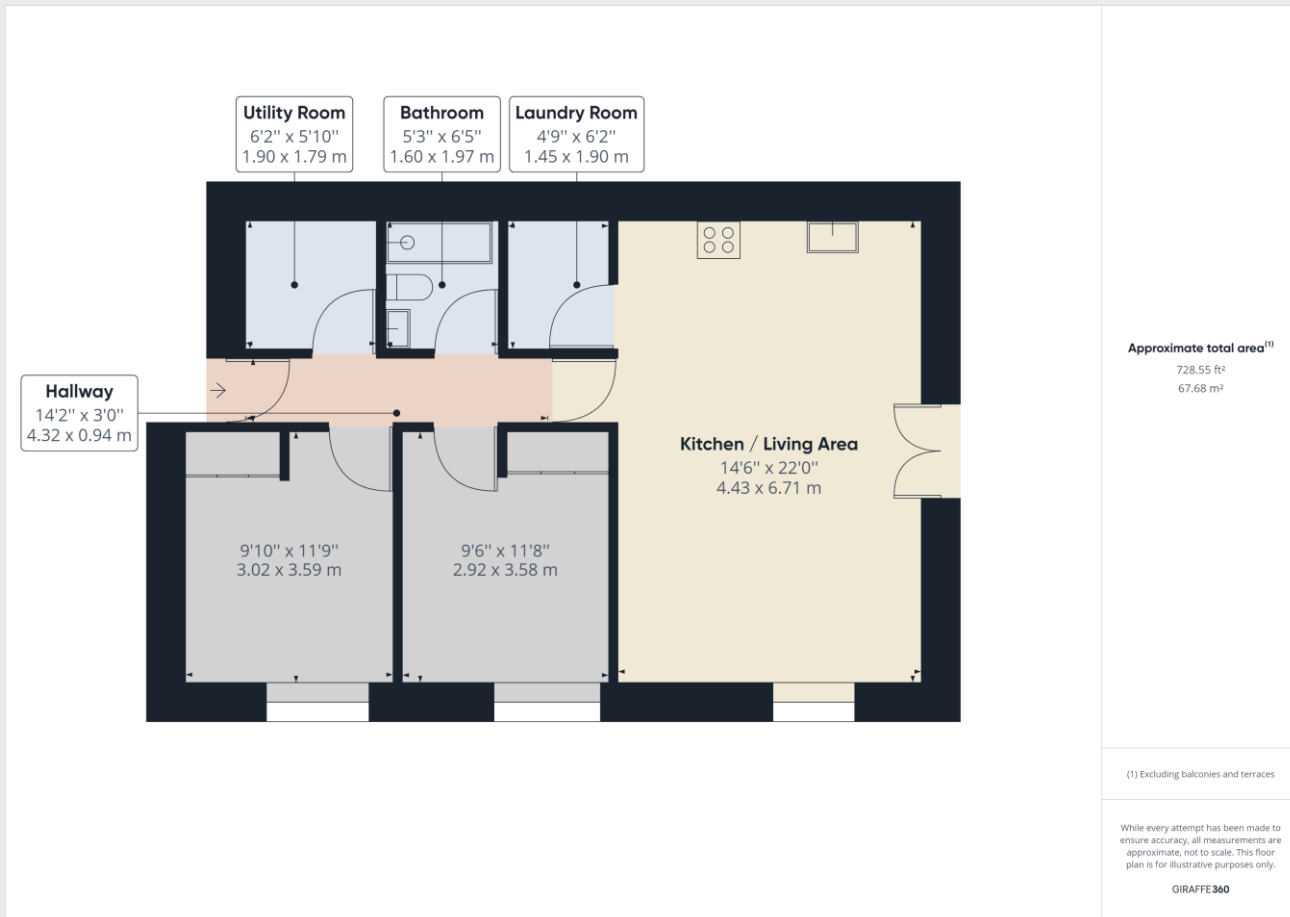 Utility Room
6'2'' x 5'10''
1.90 x 1.79 m
Bathroom
5'3'' x 6'5''
1.60 x 1.97 m
Laundry Room
4'9'' x 6'2''
1.45 x 1.90 m
Hallway
14'2'' x 3'0''
4.32 x 0.94 m
Kitchen / Living Area
14'6'' x 22'0''
4.43 x 6.71 m
9'10'' x 11'9''
3.02 x 3.59 m
9'6'' x 11'8''
2.92 x 3.58 m
Approximate total area(1)
728.55 ft²
67.68 m²
(1) Excluding balconies and terraces
While every attempt has been made to
ensure accuracy, all measurements are
approximate, not to scale. This floor
plan is for illustrative purposes only.
GIRAFFE360